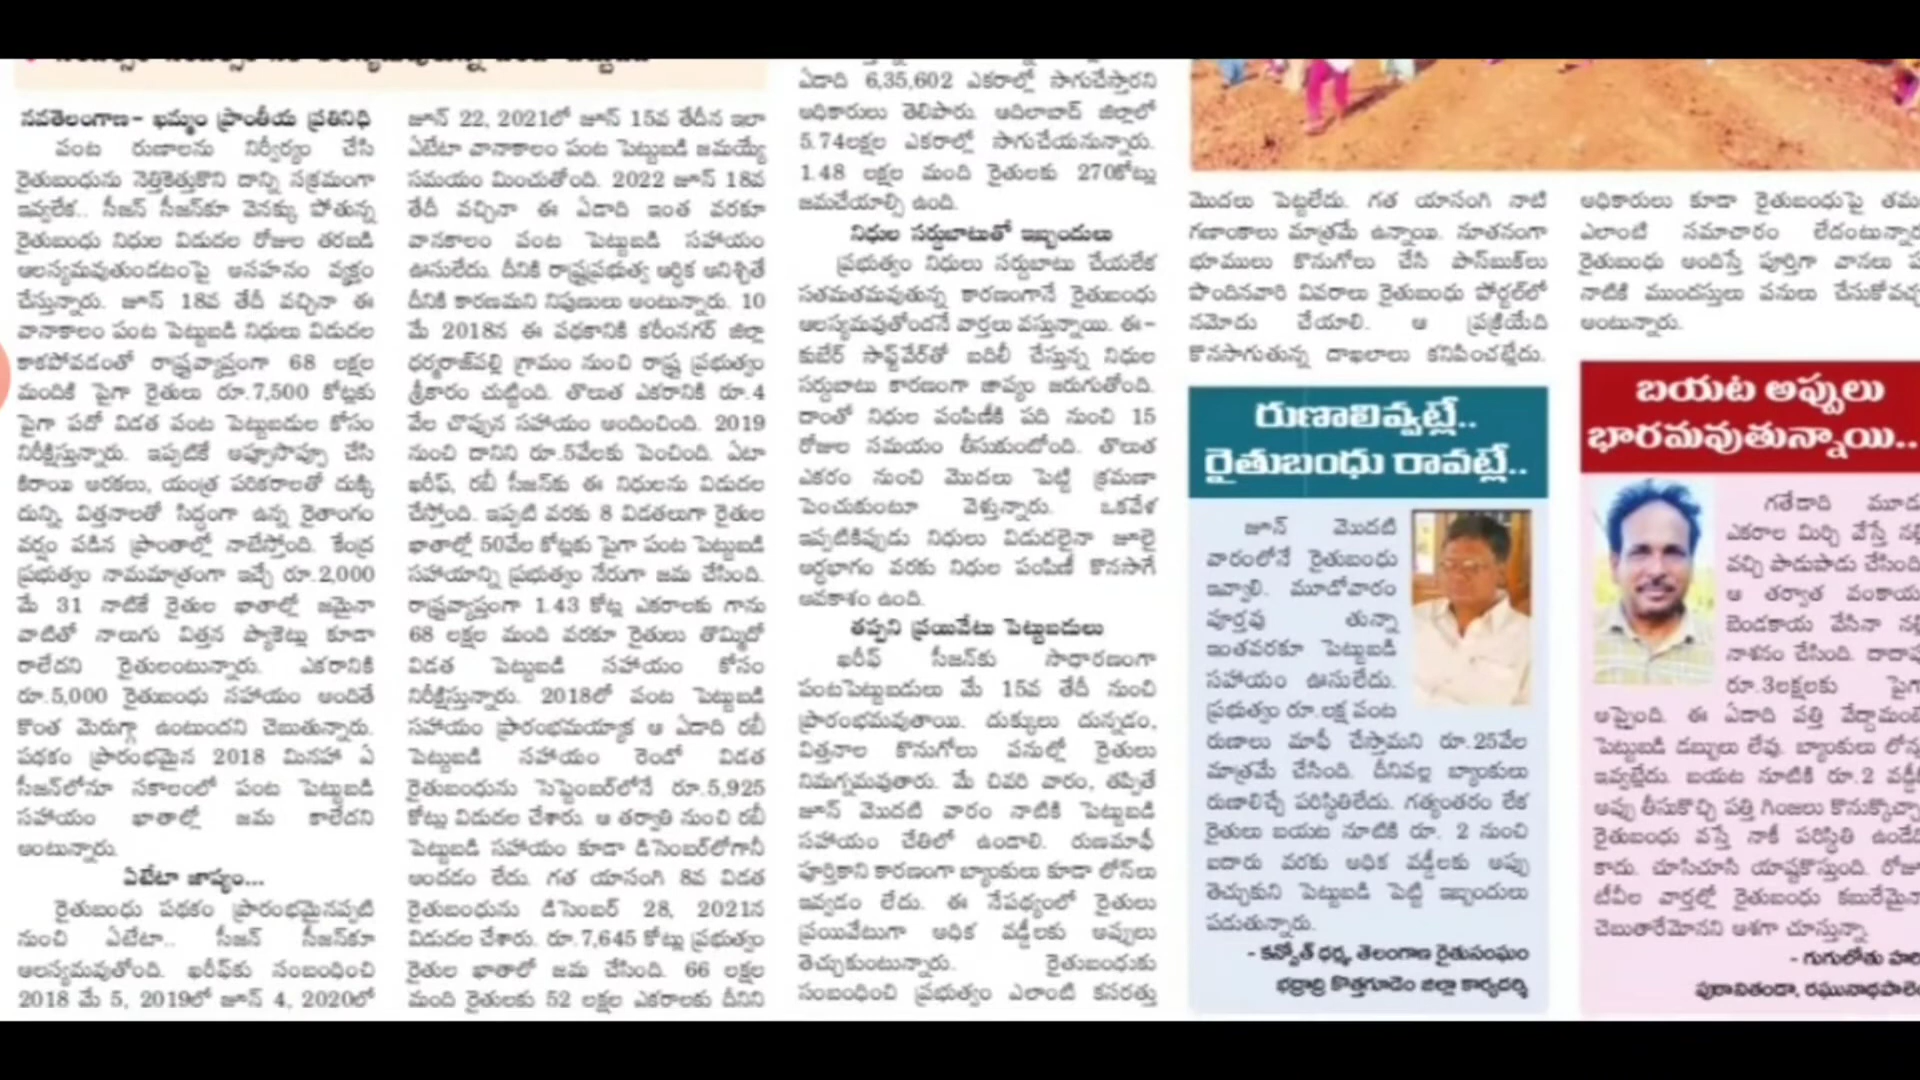 నవతెలంగాణ- ఖమ్మం ప్రాంతీయ ప్రతినిధి
పంట రుణాలను నిర్వీర్యం చేసి
రైతుబంధును నెత్తికెత్తుకొని దాన్ని సక్రమంగా
ఇవ్వలేక.. సీజన్ సీజన్‌కూ వెనక్కు పోతున్న
రైతుబంధు నిధుల విడుదల రోజుల తరబడి
ఆలస్యమవుతుండటంపై అసహనం వ్యక్తం
చేస్తున్నారు. జూన్ 18వ తేదీ వచ్చినా ఈ
వానాకాలం పంట పెట్టుబడి నిధులు విడుదల
కాకపోవడంతో రాష్ట్రవ్యాప్తంగా 68 లక్షల
మందికి పైగా రైతులు రూ.7,500 కోట్లకు
పైగా పదో విడత పంట పెట్టుబడుల కోసం
నిరీక్షిస్తున్నారు. ఇప్పటికే అప్పూసొప్పూ చేసి
కిరాయి అరకలు, యంత్ర పరికరాలతో దుక్కి
దున్ని, విత్తనాలతో సిద్ధంగా ఉన్న రైతాంగం
వర్షం పడిన ప్రాంతాల్లో నాటేస్తోంది. కేంద్ర
ప్రభుత్వం నామమాత్రంగా ఇచ్చే రూ.2,000
మే 31 నాటికే రైతుల ఖాతాల్లో జమైనా
వాటితో నాలుగు విత్తన ప్యాకెట్లు కూడా
రాలేదని రైతులంటున్నారు. ఎకరానికి
రూ.5,000 రైతుబంధు సహాయం అందితే
కొంత మెరుగ్గా ఉంటుందని చెబుతున్నారు.
పథకం ప్రారంభమైన 2018 మినహా ఏ
సీజన్‌లోనూ సకాలంలో పంట పెట్టుబడి
సహాయం ఖాతాల్లో జమ కాలేదని
అంటున్నారు.
ఏటేటా జాప్యం...
రైతుబంధు పథకం ప్రారంభమైనప్పటి
నుంచి ఏటేటా.. సీజన్ సీజన్‌కూ
ఆలస్యమవుతోంది. ఖరీఫ్‌కు సంబంధించి
2018 మే 5, 2019లో జూన్ 4, 2020లో
జూన్ 22, 2021లో జూన్ 15వ తేదీన ఇలా
ఏటేటా వానాకాలం పంట పెట్టుబడి జమయ్యే
సమయం మించుతోంది. 2022 జూన్ 18వ
తేదీ వచ్చినా ఈ ఏడాది ఇంత వరకూ
వానకాలం పంట పెట్టుబడి సహాయం
ఊసులేదు. దీనికి రాష్ట్రప్రభుత్వ ఆర్థిక అనిశ్చితే
దీనికి కారణమని నిపుణులు అంటున్నారు. 10
మే 2018న ఈ పథకానికి కరీంనగర్ జిల్లా
ధర్మరాజ్‌పల్లి గ్రామం నుంచి రాష్ట్ర ప్రభుత్వం
శ్రీకారం చుట్టింది. తొలుత ఎకరానికి రూ.4
వేల చొప్పున సహాయం అందించింది. 2019
నుంచి దానిని రూ.5వేలకు పెంచింది. ఏటా
ఖరీఫ్, రబీ సీజన్‌కు ఈ నిధులను విడుదల
చేస్తోంది. ఇప్పటి వరకు 8 విడతలుగా రైతుల
ఖాతాల్లో 50వేల కోట్లకు పైగా పంట పెట్టుబడి
సహాయాన్ని ప్రభుత్వం నేరుగా జమ చేసింది.
రాష్ట్రవ్యాప్తంగా 1.43 కోట్ల ఎకరాలకు గాను
68 లక్షల మంది వరకూ రైతులు తొమ్మిదో
విడత పెట్టుబడి సహాయం కోసం
నిరీక్షిస్తున్నారు. 2018లో పంట పెట్టుబడి
సహాయం ప్రారంభమయ్యాక ఆ ఏడాది రబీ
పెట్టుబడి సహాయం రెండో విడత
రైతుబంధును సెప్టెంబర్‌లోనే రూ.5,925
కోట్లు విడుదల చేశారు. ఆ తర్వాతి నుంచి రబీ
పెట్టుబడి సహాయం కూడా డిసెంబర్‌లోగానీ
అందడం లేదు. గత యాసంగి 8వ విడత
రైతుబంధును డిసెంబర్ 28, 2021న
విడుదల చేశారు. రూ.7,645 కోట్లు ప్రభుత్వం
రైతుల ఖాతాలో జమ చేసింది. 66 లక్షల
మంది రైతులకు 52 లక్షల ఎకరాలకు దీనిని
ఏడాది 6,35,602 ఎకరాల్లో సాగుచేస్తారని
అధికారులు తెలిపారు. ఆదిలాబాద్ జిల్లాలో
5.74లక్షల ఎకరాల్లో సాగుచేయనున్నారు.
1.48 లక్షల మంది రైతులకు 270కోట్లు
జమచేయాల్సి ఉంది.
నిధుల సర్దుబాటుతో ఇబ్బందులు
ప్రభుత్వం నిధులు సర్దుబాటు చేయలేక
సతమతమవుతున్న కారణంగానే రైతుబంధు
ఆలస్యమవుతోందనే వార్తలు వస్తున్నాయి. ఈ-
కుబేర్ సాఫ్ట్‌వేర్‌తో బదిలీ చేస్తున్న నిధుల
సర్దుబాటు కారణంగా జాప్యం జరుగుతోంది.
దాంతో నిధుల పంపిణీకి పది నుంచి 15
రోజుల సమయం తీసుకుంటోంది. తొలుత
ఎకరం నుంచి మొదలు పెట్టి క్రమణా
పెంచుకుంటూ వెళ్తున్నారు. ఒకవేళ
ఇప్పటికిప్పుడు నిధులు విడుదలైనా జూలై
అర్ధభాగం వరకు నిధుల పంపిణీ కొనసాగే
అవకాశం ఉంది.
తప్పని ప్రయివేటు పెట్టుబడులు
ఖరీఫ్ సీజన్‌కు సాధారణంగా
పంటపెట్టుబడులు మే 15వ తేదీ నుంచి
ప్రారంభమవుతాయి. దుక్కులు దున్నడం,
విత్తనాల కొనుగోలు పనుల్లో రైతులు
నిమగ్నమవుతారు. మే చివరి వారం, తప్పితే
జూన్ మొదటి వారం నాటికి పెట్టుబడి
సహాయం చేతిలో ఉండాలి. రుణమాఫీ
పూర్తికాని కారణంగా బ్యాంకులు కూడా లోన్‌లు
ఇవ్వడం లేదు. ఈ నేపథ్యంలో రైతులు
ప్రయివేటుగా అధిక వడ్డీలకు అప్పులు
తెచ్చుకుంటున్నారు. రైతుబంధుకు
సంబంధించి ప్రభుత్వం ఎలాంటి కసరత్తు
మొదలు పెట్టలేదు. గత యాసంగి నాటి
గణాంకాలు మాత్రమే ఉన్నాయి. నూతనంగా
భూములు కొనుగోలు చేసి పాస్‌బుక్‌లు
పొందినవారి వివరాలు రైతుబంధు పోర్టల్‌లో
నమోదు చేయాలి. ఆ ప్రక్రియేది
కొనసాగుతున్న దాఖలాలు కనిపించట్లేదు.
రుణాలివ్వట్లే..
రైతుబంధు రావట్లే..
జూన్ మొదటి
వారంలోనే రైతుబంధు
ఇవ్వాలి. మూడోవారం
పూర్తవు తున్నా
ఇంతవరకూ పెట్టుబడి
సహాయం ఊసులేదు.
ప్రభుత్వం రూ.లక్ష పంట
రుణాలు మాఫీ చేస్తామని రూ.25వేల
మాత్రమే చేసింది. దీనివల్ల బ్యాంకులు
రుణాలిచ్చే పరిస్థితిలేదు. గత్యంతరం లేక
రైతులు బయట నూటికి రూ. 2 నుంచి
ఐదారు వరకు అధిక వడ్డీలకు అప్పు
తెచ్చుకుని పెట్టుబడి పెట్టి ఇబ్బందులు
పడుతున్నారు.
- కన్నోత్ ధర్మ, తెలంగాణ రైతుసంఘం
భద్రాద్రి కొత్తగూడెం జిల్లా కార్యదర్శి
అధికారులు కూడా రైతుబంధుపై తమ
ఎలాంటి సమాచారం లేదంటున్నారు
రైతుబంధు అందిస్తే పూర్తిగా వానలు
నాటికి ముందస్తులు పనులు చేసుకోవచ్చ
అంటున్నారు.
బయట అప్పులు
భారమవుతున్నాయి..
గతేడాది మూడు
ఎకరాల మిర్చి వేస్తే
వచ్చి పాడుపాడు చేసింది
ఆ తర్వాత వంకాయ
బెండకాయ వేసినా
నాశనం చేసింది. దాదాపు
రూ.3లక్షలకు పైగా
అప్పైంది. ఈ ఏడాది పత్తి వేద్దామంటే
పెట్టుబడి డబ్బులు లేవు. బ్యాంకులు లోన్లు
ఇవ్వట్లేదు. బయట నూటికి రూ.2 వడ్డీకి
అప్పు తీసుకొచ్చి పత్తి గింజలు కొనుక్కొచ్చా
రైతుబంధు వస్తే నాకీ పరిస్థితి ఉండేది
కాదు. చూసిచూసి యాష్టకొస్తుంది. రోజూ
టీవీల వార్తల్లో రైతుబంధు కబురేమైనా
చెబుతారేమోనని ఆశగా చూస్తున్నా.
- గుగులోతు హరి
పుఠానితండా, రఘునాథపాలెం